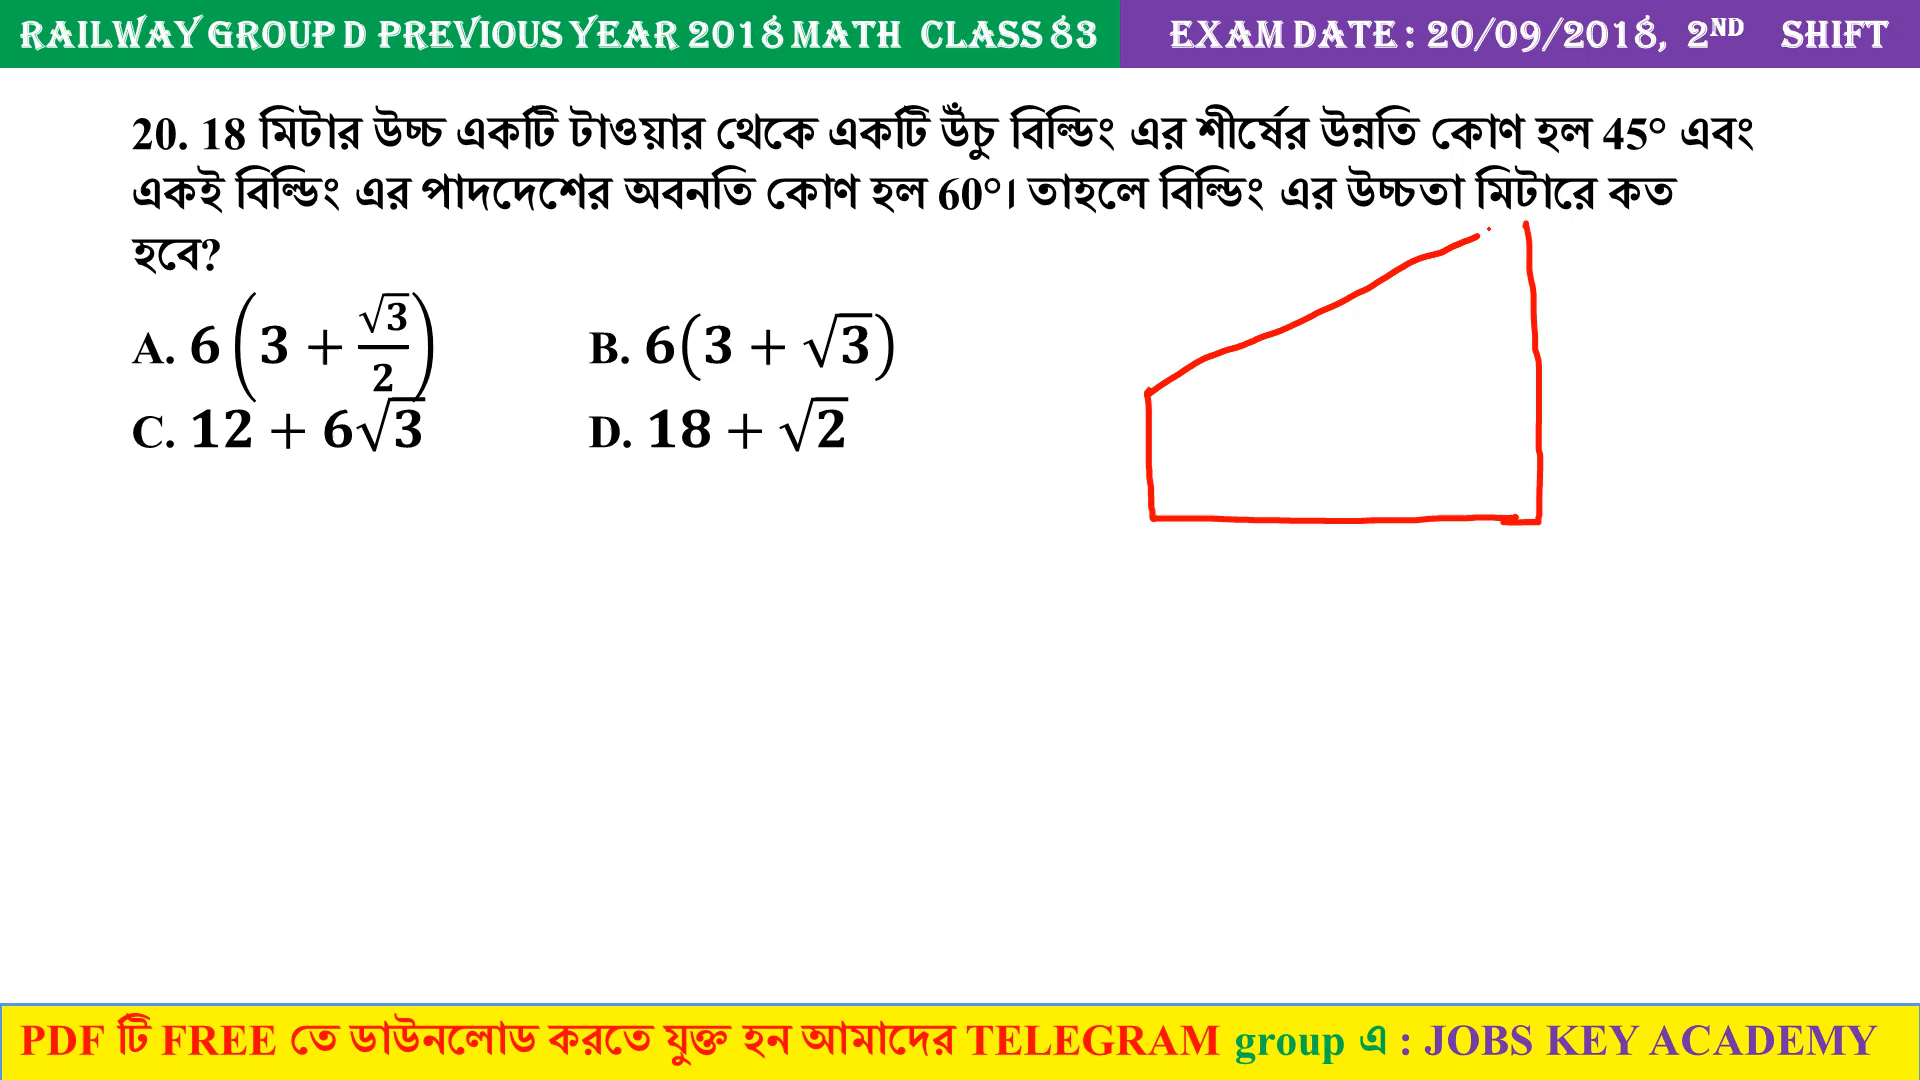 RAILWAY GROUP D PREVIOUS YEAR 2018 MATH CLASS 83
EXAM DATE : 20/09/2018, 2ND SHIFT
20. 18 মিটার উচ্চ একটি টাওয়ার থেকে একটি উঁচু বিল্ডিং এর শীর্ষের উন্নতি কোণ হল 45° এবং
একই বিল্ডিং এর পাদদেশের অবনতি কোণ হল 60°। তাহলে বিল্ডিং এর উচ্চতা মিটারে কত
হবে?
A. 6(3 + √3/2) B. 6(3 + √3)
C. 12 + 6√3 D. 18 + √2
PDF টি FREE তে ডাউনলোড করতে যুক্ত হন আমাদের TELEGRAM group এ : JOBS KEY ACADEMY